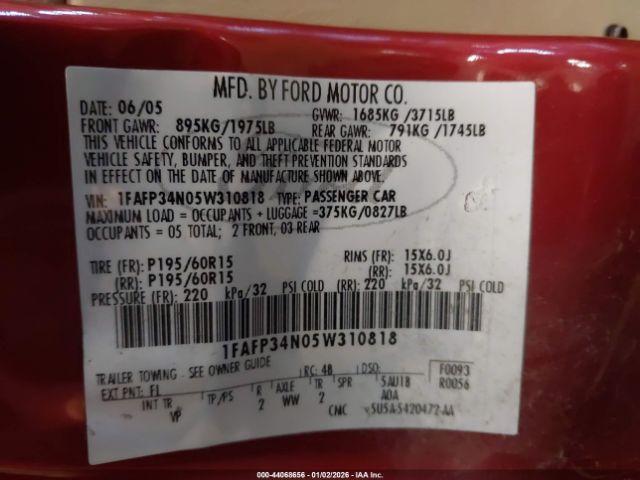 MFD. BY FORD MOTOR CO.
DATE: 06/05 GVWR: 1685KG /3715LB
FRONT GAWR: 895KG/1975LB REAR GAWR: 791KG /1745LB
THIS VEHICLE CONFORMS TO ALL APPLICABLE FEDERAL MOTOR
VEHICLE SAFETY, BUMPER, AND THEFT PREVENTION STANDARDS
IN EFFECT ON THE DATE OF MANUFACTURE SHOWN ABOVE.
VIN: 1FAFP34N05W310818 TYPE: PASSENGER CAR
MAXIMUM LOAD = OCCUPANTS + LUGGAGE =375KG/0827LB
OCCUPANTS = 05 TOTAL; 2 FRONT, 03 REAR
TIRE (FR): P195/60R15 RIMS (FR): 15X6.0J
(RR): P195/60R15 (RR): 15X6.0J
PRESSURE (FR): 220 kPa/32 PSI COLD (RR): 220 kPa/32 PSI COLD
1FAFP34N05W310818
TRAILER TOWING - SEE OWNER GUIDE
EXT PNT: FL RC: 48 DSO: F0093
INT TR TP/PS R AXLE TR SPR 5AU18 R0056
VP 2 WW 2 A0A
CMC 5U5A-5420472-AA
000-44068656 - 01/02/2026 - IAA Inc.